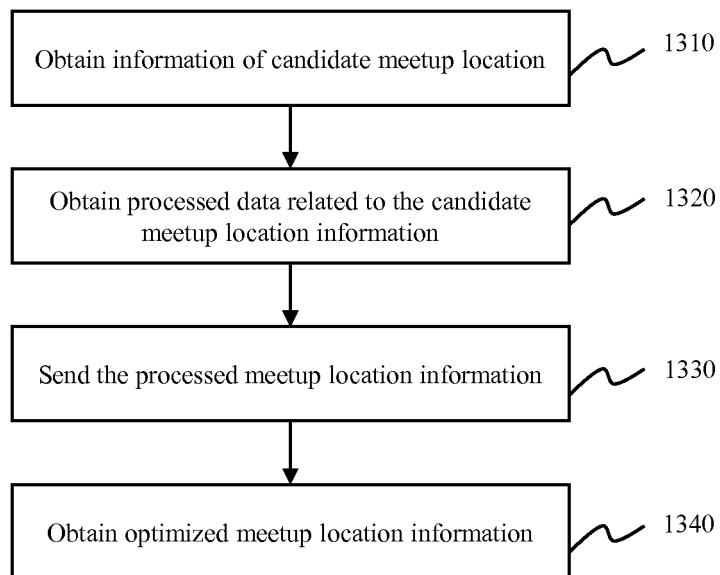 Obtain information of candidate meetup location
1310
Obtain processed data related to the candidate
meetup location information
1320
Send the processed meetup location information
1330
Obtain optimized meetup location information
1340